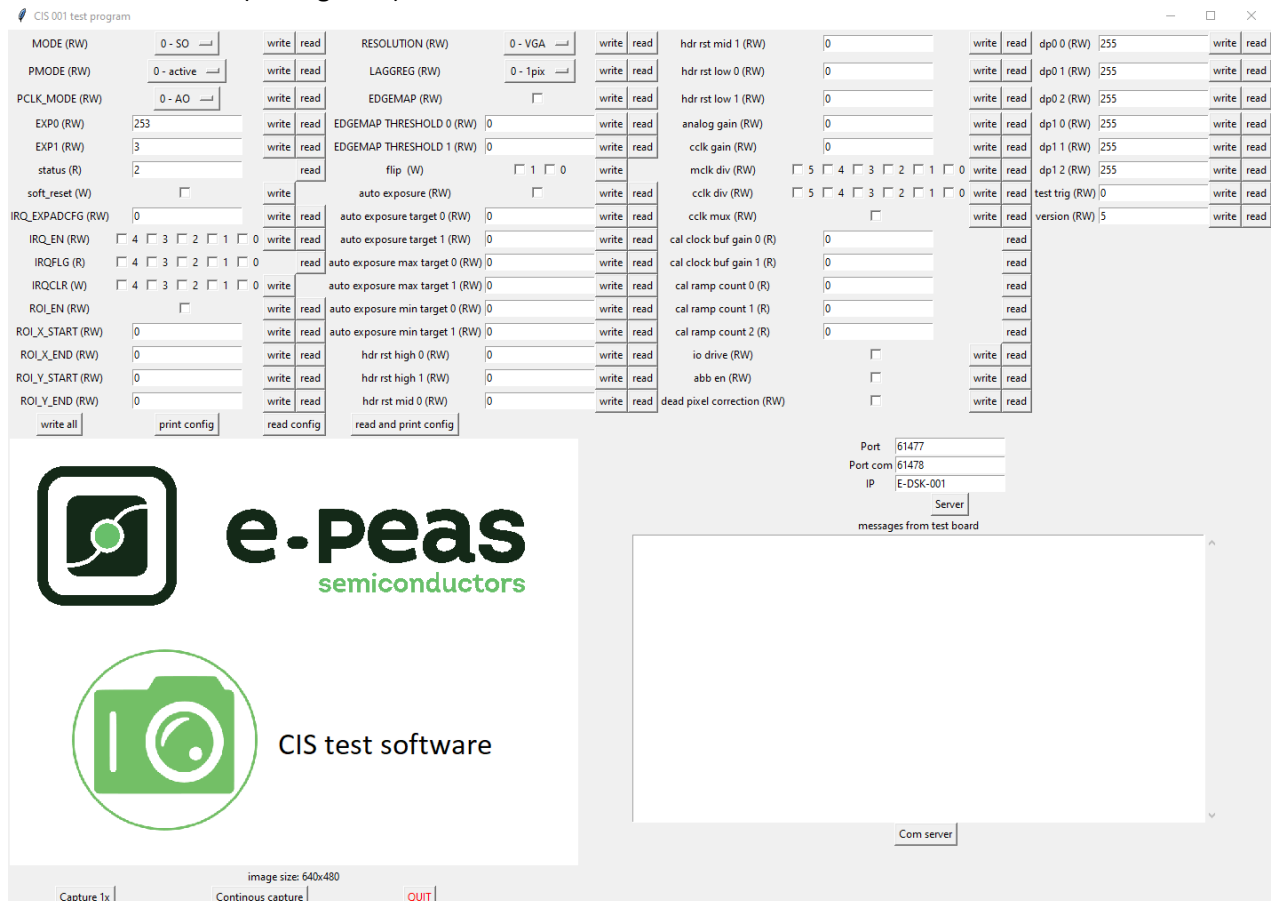 CIS 001 test program
MODE (RW) 0 - SO write read RESOLUTION (RW) 0 - VGA write read hdr rst mid 1 (RW) 0 write read dp0 0 (RW) 255 write read
PMODE (RW) 0 - active write read LAGGREG (RW) 0 - 1pix write read hdr rst low 0 (RW) 0 write read dp0 1 (RW) 255 write read
PCLK_MODE (RW) 0 - AO write read EDGEMAP (RW) write read hdr rst low 1 (RW) 0 write read dp0 2 (RW) 255 write read
EXP0 (RW) 253 write read EDGEMAP THRESHOLD 0 (RW) 0 write read analog gain (RW) 0 write read dp1 0 (RW) 255 write read
EXP1 (RW) 3 write read EDGEMAP THRESHOLD 1 (RW) 0 write read cclk gain (RW) 0 write read dp1 1 (RW) 255 write read
status (R) 2 read flip (W) 1 0 write mclk div (RW) 5 4 3 2 1 0 write read dp1 2 (RW) 255 write read
soft_reset (W) write auto exposure (RW) write read cclk div (RW) 5 4 3 2 1 0 write read test trig (RW) 0 write read
IRQ_EXPADCFG (RW) 0 write read auto exposure target 0 (RW) 0 write read cclk mux (RW) write read version (RW) 5 write read
IRQ_EN (RW) 4 3 2 1 0 write read auto exposure target 1 (RW) 0 write read cal clock buf gain 0 (R) 0 read
IRQFLG (R) 4 3 2 1 0 read auto exposure max target 0 (RW) 0 write read cal clock buf gain 1 (R) 0 read
IRQCLR (W) 4 3 2 1 0 write auto exposure max target 1 (RW) 0 write read cal ramp count 0 (R) 0 read
ROI_EN (RW) write read auto exposure min target 0 (RW) 0 write read cal ramp count 1 (R) 0 read
ROI_X_START (RW) 0 write read auto exposure min target 1 (RW) 0 write read cal ramp count 2 (R) 0 read
ROI_X_END (RW) 0 write read hdr rst high 0 (RW) 0 write read io drive (RW) write read
ROI_Y_START (RW) 0 write read hdr rst high 1 (RW) 0 write read abb en (RW) write read
ROI_Y_END (RW) 0 write read hdr rst mid 0 (RW) 0 write read dead pixel correction (RW) write read
write all print config read config read and print config
Port 61477
Port com 61478
IP E-DSK-001
Server
messages from test board
e-peas
semiconductors
CIS test software
Com server
image size: 640x480
Capture 1x Continous capture QUIT